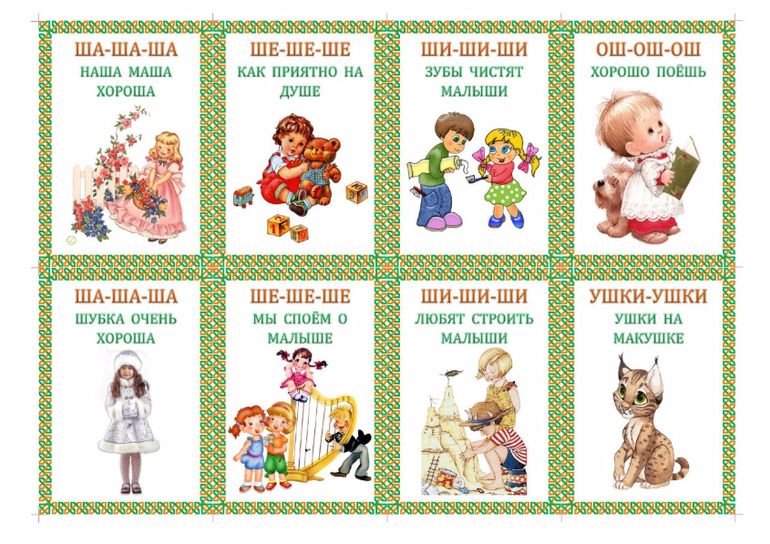 ША-ША-ША
НАША МАША
ХОРОША
ШЕ-ШЕ-ШЕ
КАК ПРИЯТНО НА
ДУШЕ
ШИ-ШИ-ШИ
ЗУБЫ ЧИСТЯТ
МАЛЫШИ
ОШ-ОШ-ОШ
ХОРОШО ПОЁШЬ
ША-ША-ША
ШУБКА ОЧЕНЬ
ХОРОША
ШЕ-ШЕ-ШЕ
МЫ СПОЁМ О
МАЛЫШЕ
ШИ-ШИ-ШИ
ЛЮБЯТ СТРОИТЬ
МАЛЫШИ
УШКИ-УШКИ
УШКИ НА
МАКУШКЕ